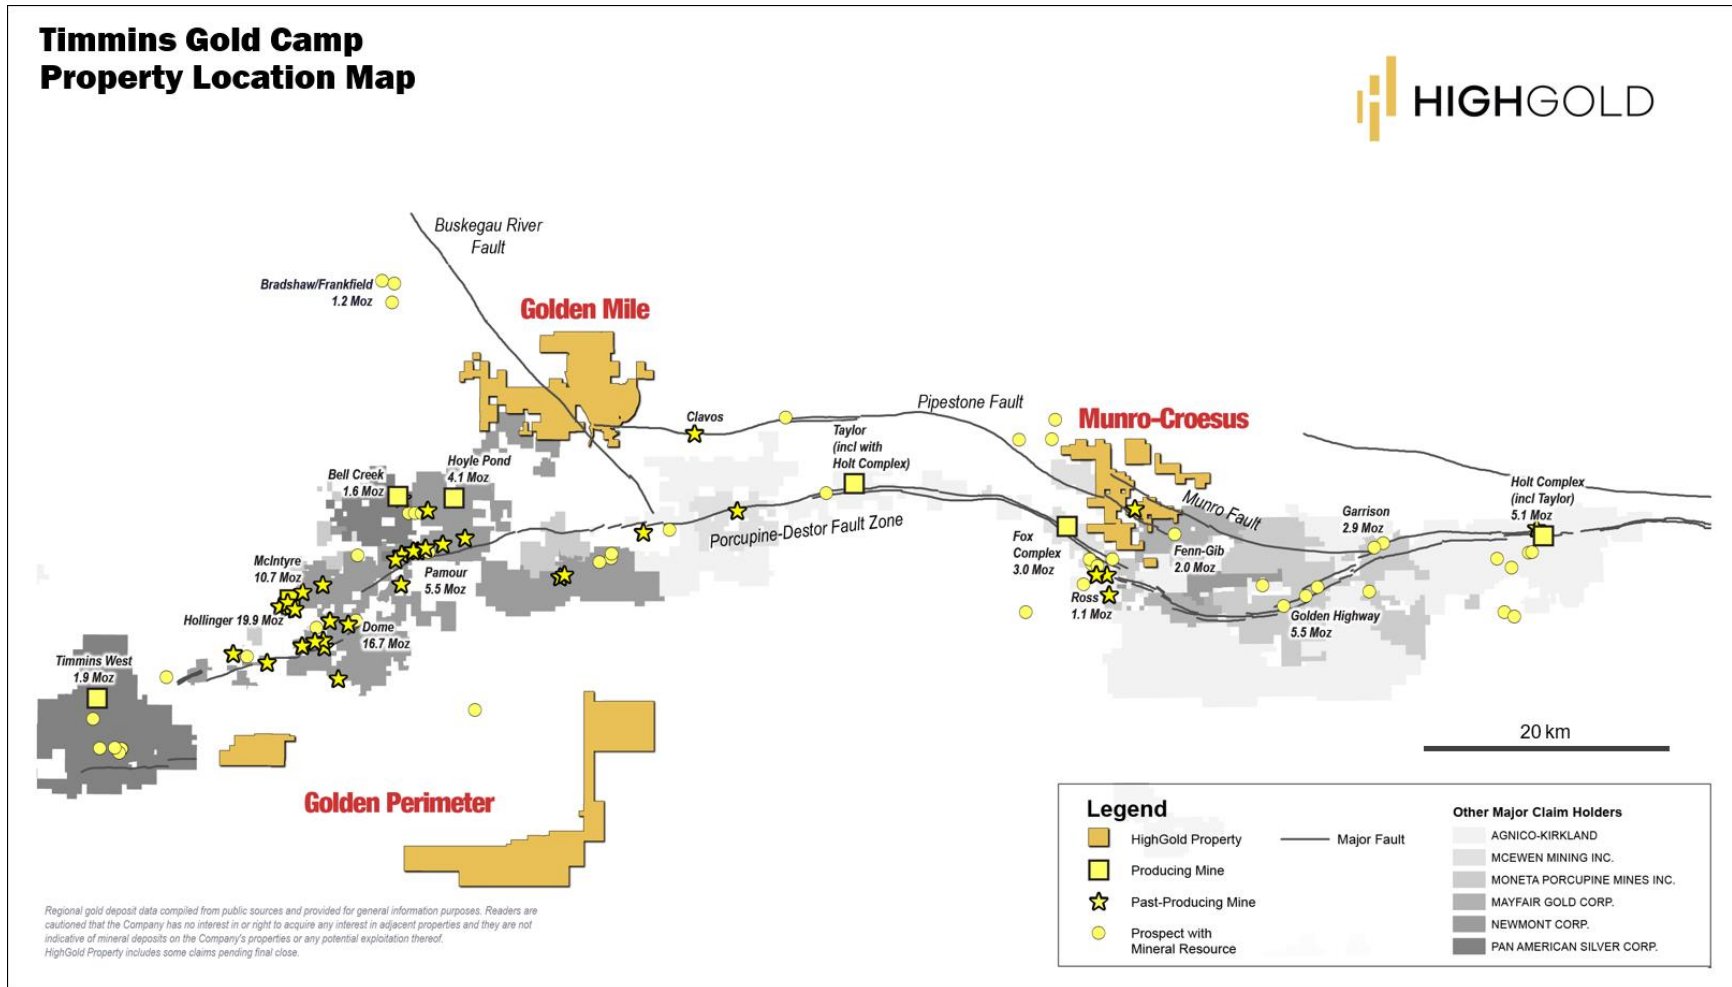 Timmins Gold Camp
Property Location Map
HIGHGOLD
Buskegau River
Fault
Bradshaw/Frankfield
1.2 Moz
Golden Mile
Clavos
Pipestone Fault
Munro-Croesus
Taylor
(incl with
Holt Complex)
Hoyle Pond
4.1 Moz
Bell Creek
1.6 Moz
Munro Fault
Holt Complex
(incl Taylor)
5.1 Moz
Garrison
2.9 Moz
Porcupine-Destor Fault Zone
Fox
Complex
3.0 Moz
Fenn-Gib
2.0 Moz
McIntyre
10.7 Moz
Pamour
5.5 Moz
Ross
1.1 Moz
Hollinger 19.9 Moz
Golden Highway
5.5 Moz
Dome
16.7 Moz
Timmins West
1.9 Moz
20 km
Golden Perimeter
Legend
HighGold Property
Major Fault
Producing Mine
Past-Producing Mine
Prospect with
Mineral Resource
Other Major Claim Holders
AGNICO-KIRKLAND
MCEWEN MINING INC.
MONETA PORCUPINE MINES INC.
MAYFAIR GOLD CORP.
NEWMONT CORP.
PAN AMERICAN SILVER CORP.
Regional gold deposit data compiled from public sources and provided for general information purposes. Readers are
cautioned that the Company has no interest in or right to acquire any interest in adjacent properties and they are not
indicative of mineral deposits on the Company's properties or any potential exploitation thereof.
HighGold Property includes some claims pending final close.